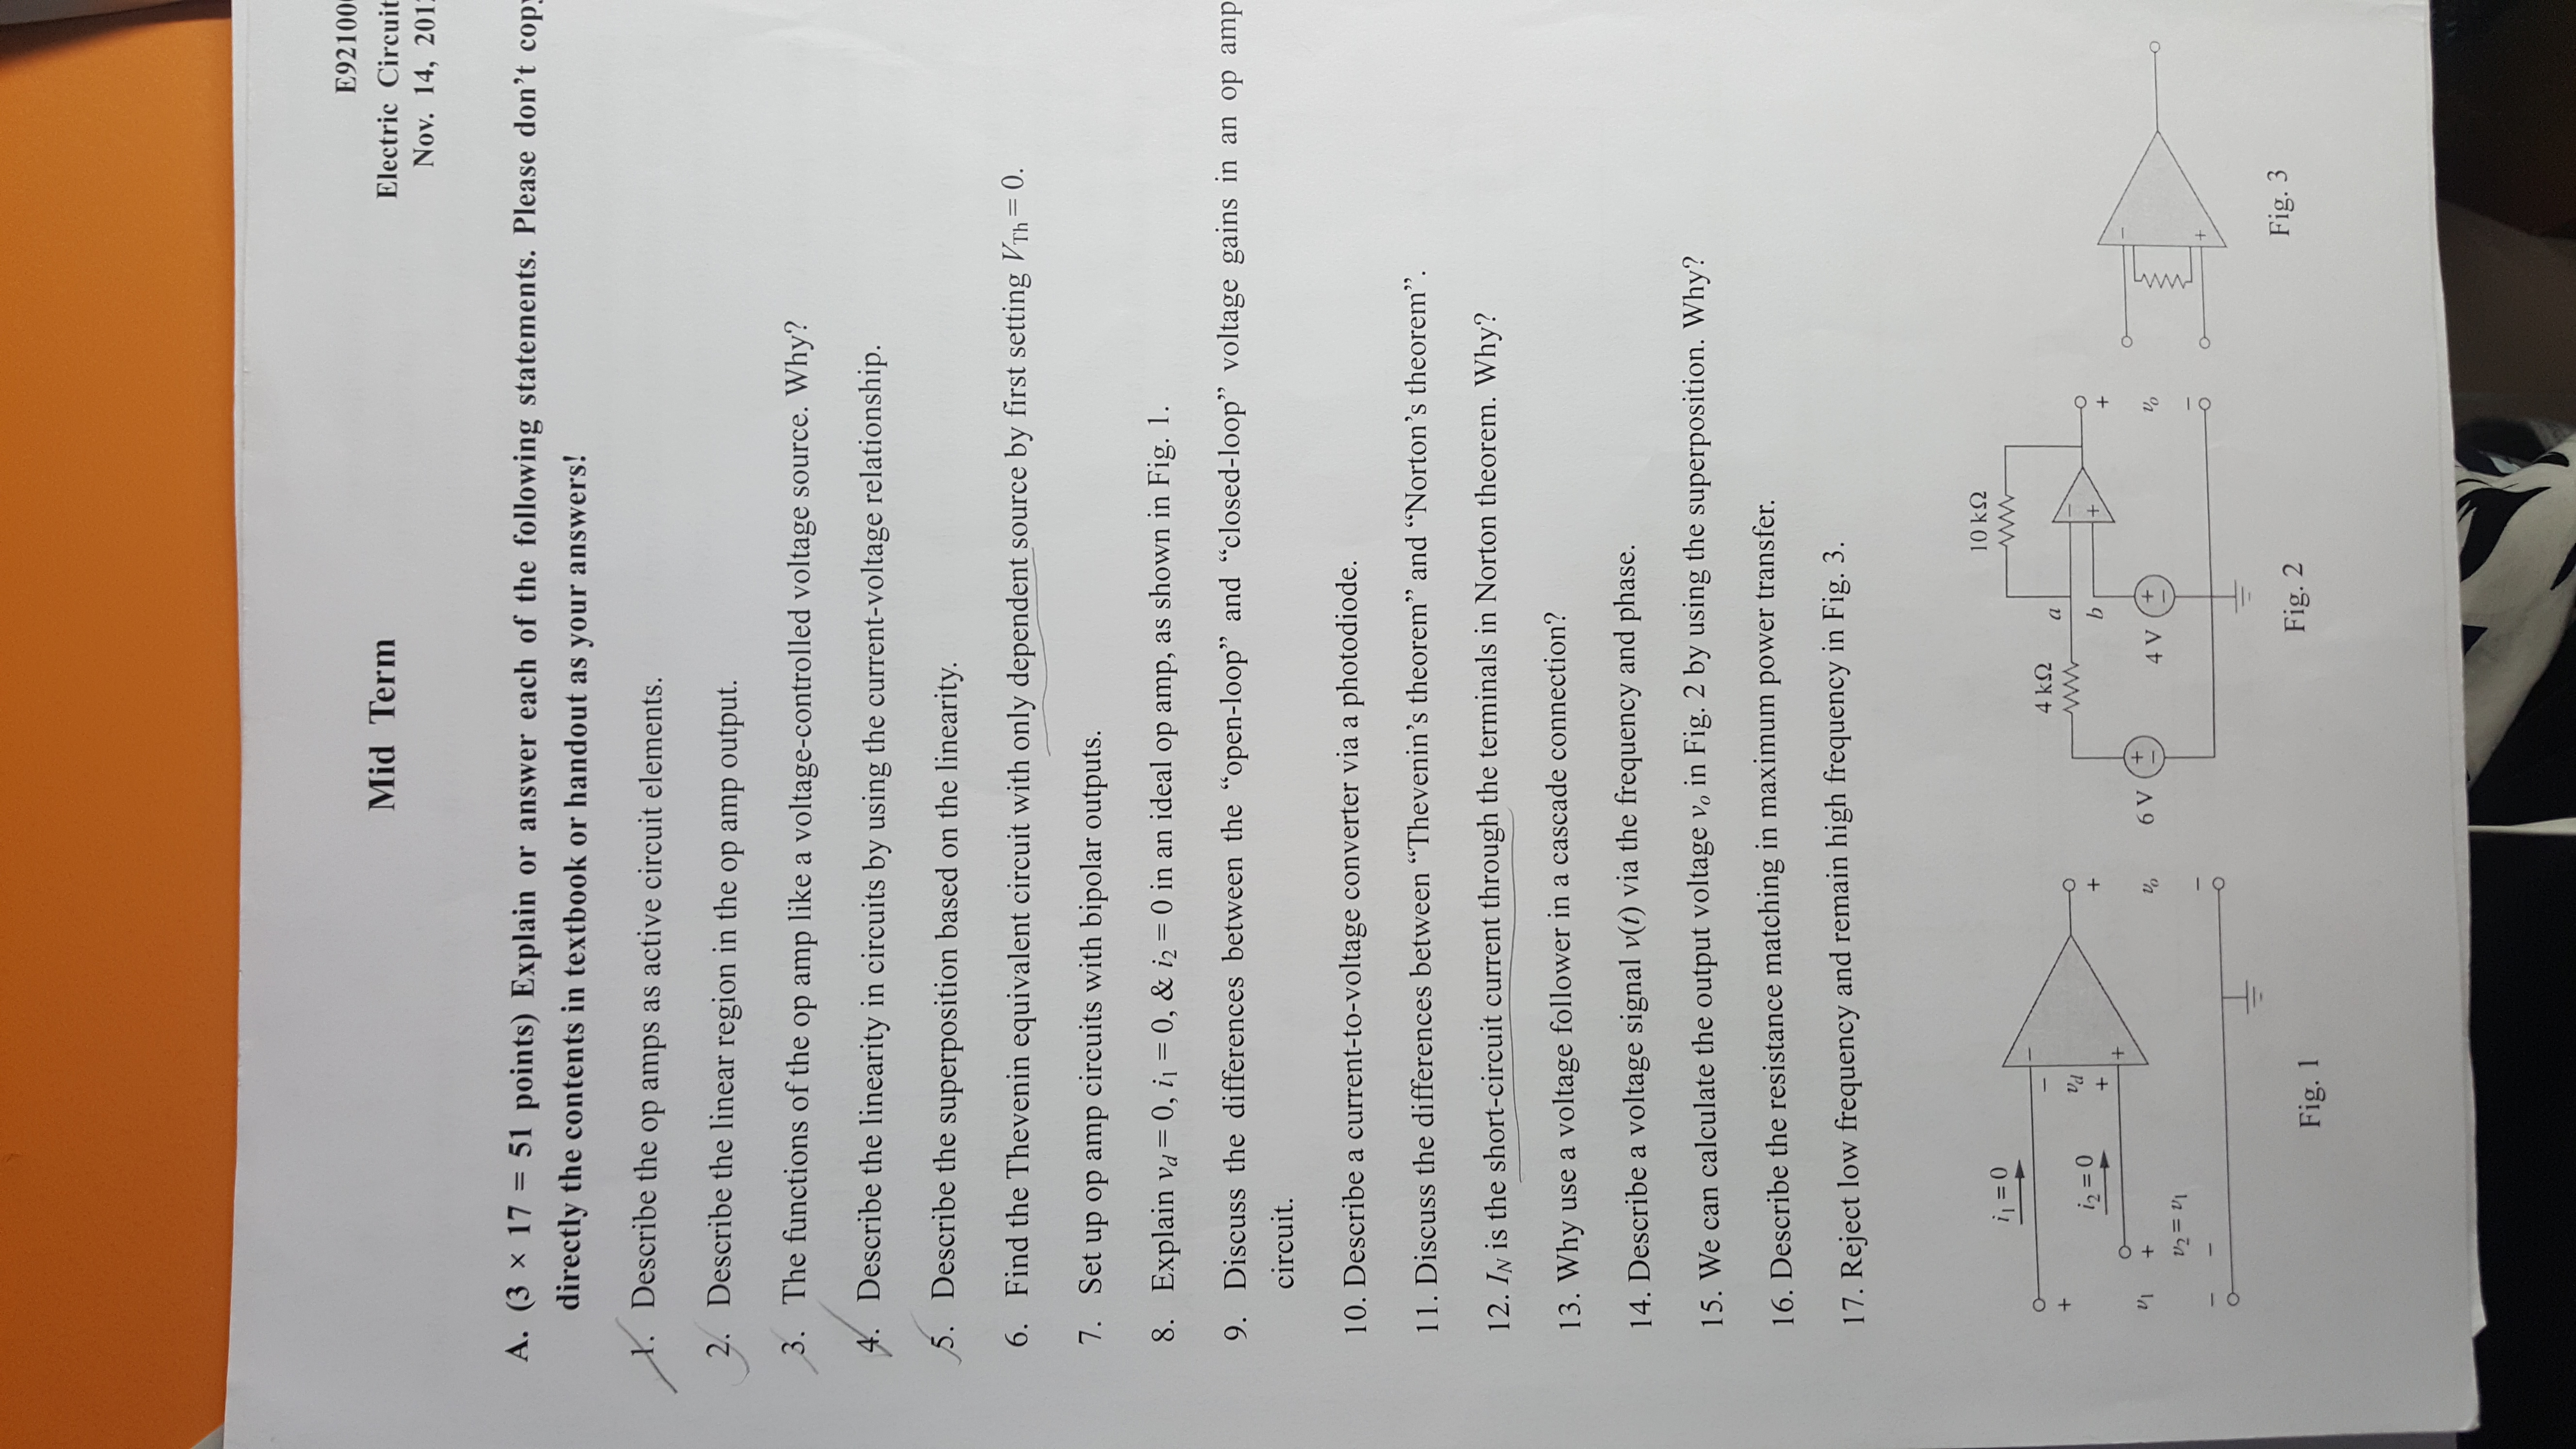 E92100
Mid Term
Electric Circuit
Nov. 14, 201
A. (3 × 17 = 51 points) Explain or answer each of the following statements. Please don't copy
directly the contents in textbook or handout as your answers!
1. Describe the op amps as active circuit elements.
2. Describe the linear region in the op amp output.
3. The functions of the op amp like a voltage-controlled voltage source. Why?
4. Describe the linearity in circuits by using the current-voltage relationship.
5. Describe the superposition based on the linearity.
6. Find the Thevenin equivalent circuit with only dependent source by first setting V_Th = 0.
7. Set up op amp circuits with bipolar outputs.
8. Explain v_d = 0, i_1 = 0, & i_2 = 0 in an ideal op amp, as shown in Fig. 1.
9. Discuss the differences between the “open-loop” and “closed-loop” voltage gains in an op amp
circuit.
10. Describe a current-to-voltage converter via a photodiode.
11. Discuss the differences between “Thevenin's theorem” and “Norton's theorem”.
12. I_N is the short-circuit current through the terminals in Norton theorem. Why?
13. Why use a voltage follower in a cascade connection?
14. Describe a voltage signal v(t) via the frequency and phase.
15. We can calculate the output voltage v_o in Fig. 2 by using the superposition. Why?
16. Describe the resistance matching in maximum power transfer.
17. Reject low frequency and remain high frequency in Fig. 3.
i_1 = 0
−
+
−
v_d
i_2 = 0
+
+
+
v_1
+
v_2 = v_1
v_o
−
−
−
Fig. 1
10 kΩ
4 kΩ
a
−
b
+
+
6 V
+
−
4 V
+
−
v_o
−
Fig. 2
−
+
Fig. 3